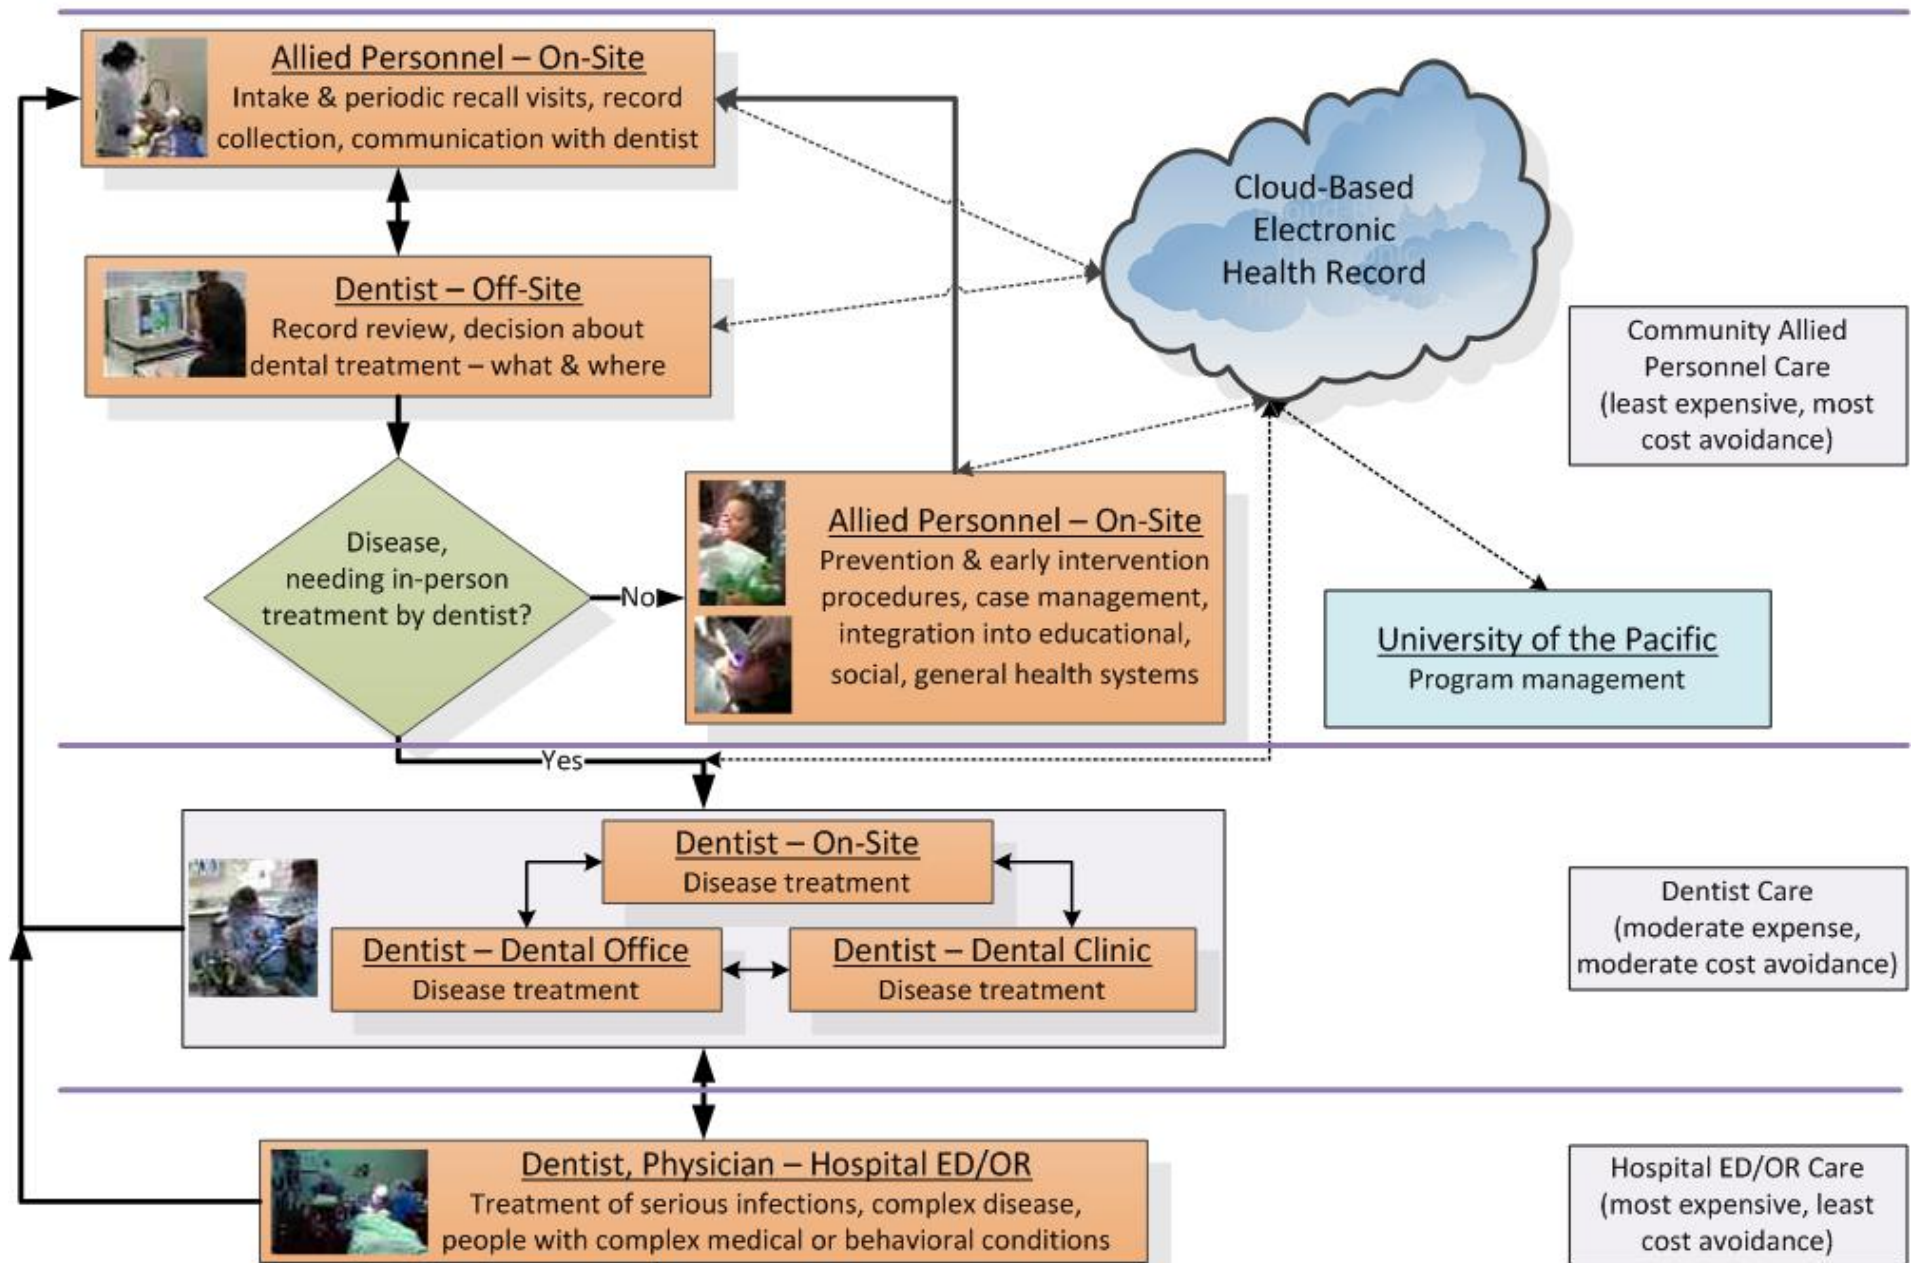 Allied Personnel – On-Site
Intake & periodic recall visits, record
collection, communication with dentist
Cloud-Based
Electronic
Health Record
Dentist – Off-Site
Record review, decision about
dental treatment – what & where
Community Allied
Personnel Care
(least expensive, most
cost avoidance)
Disease,
needing in-person
treatment by dentist?
No
Allied Personnel – On-Site
Prevention & early intervention
procedures, case management,
integration into educational,
social, general health systems
University of the Pacific
Program management
Yes
Dentist – On-Site
Disease treatment
Dentist – Dental Office
Disease treatment
Dentist – Dental Clinic
Disease treatment
Dentist Care
(moderate expense,
moderate cost avoidance)
Dentist, Physician – Hospital ED/OR
Treatment of serious infections, complex disease,
people with complex medical or behavioral conditions
Hospital ED/OR Care
(most expensive, least
cost avoidance)